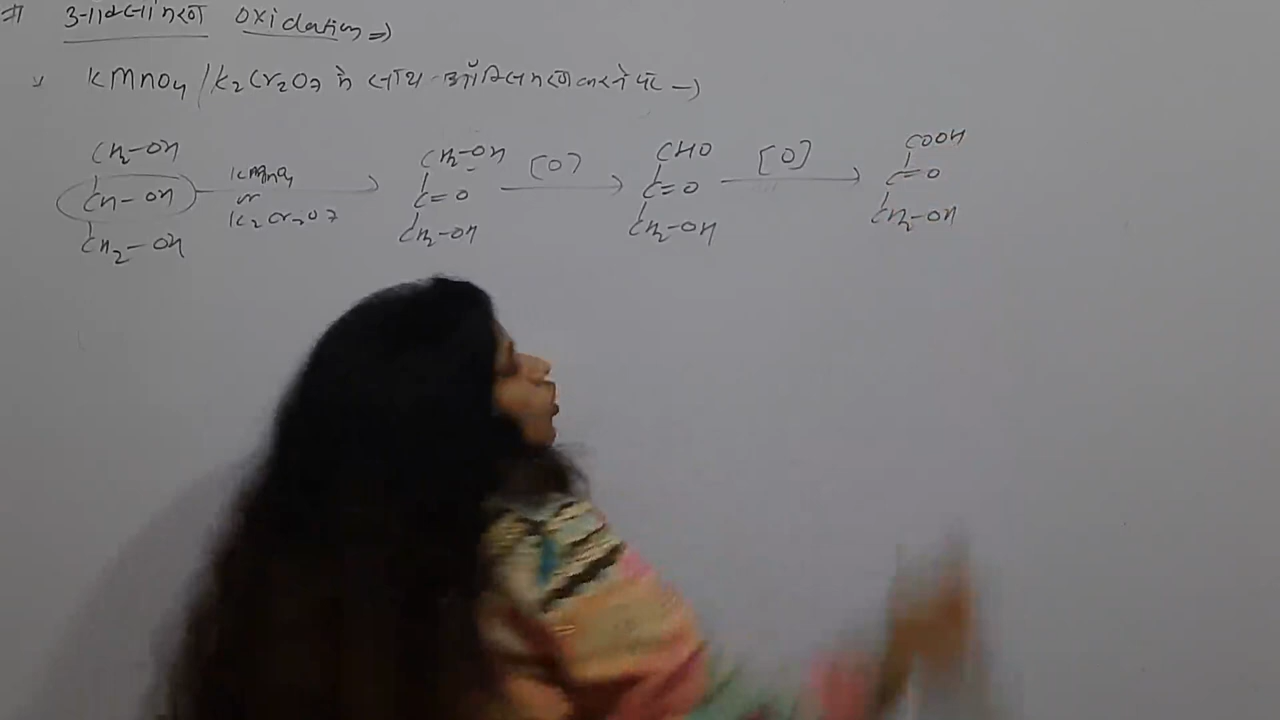 oxidation ⇒
KMnO4 / K2Cr2O7 के साथ ऑक्सीकरण करने पर →
CH2-OH CH2-OH [O] CHO [O] COOH
CH-OH KMnO4 or K2Cr2O7 C=O C=O C=O
CH2-OH CH2-OH CH2-OH CH2-OH